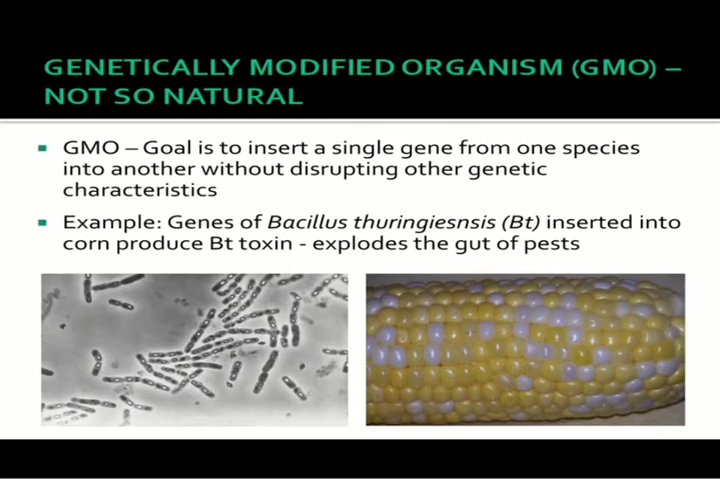 GENETICALLY MODIFIED ORGANISM (GMO) –
NOT SO NATURAL
GMO – Goal is to insert a single gene from one species
into another without disrupting other genetic
characteristics
Example: Genes of Bacillus thuringiesnsis (Bt) inserted into
corn produce Bt toxin - explodes the gut of pests